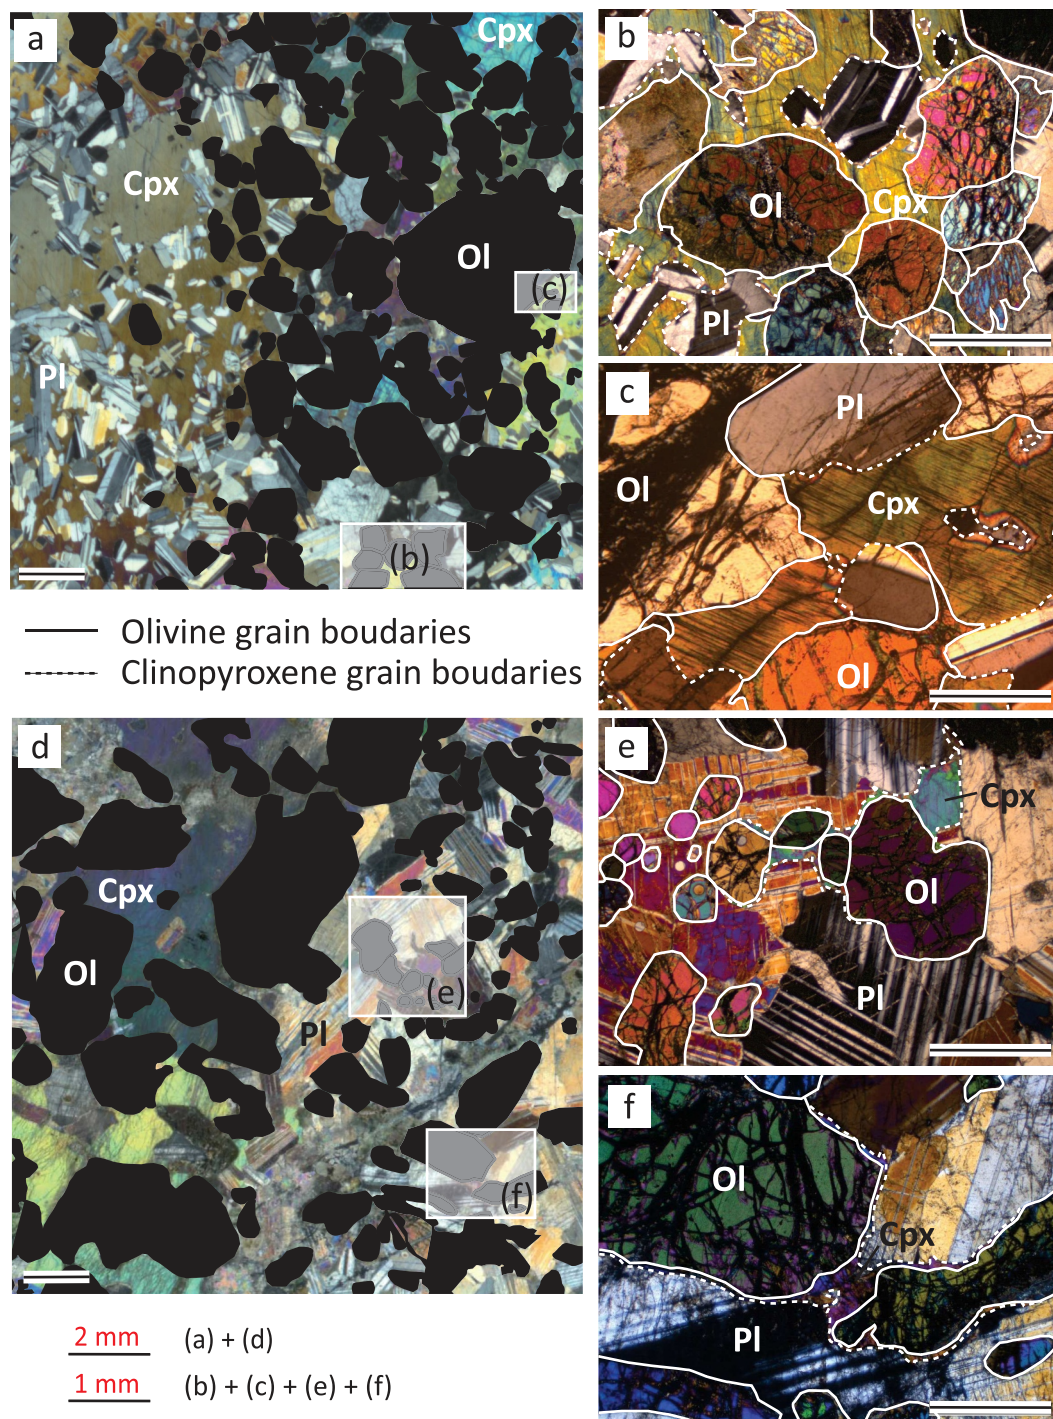 a
Cpx
Cpx
Ol
(c)
Pl
(b)
b
Ol
Cpx
Pl
c
Pl
Ol
Cpx
Ol
Olivine grain boudaries
Clinopyroxene grain boudaries
d
Cpx
Ol
(e)
Pl
(f)
e
Cpx
Ol
Pl
f
Ol
Cpx
Pl
2 mm (a) + (d)
1 mm (b) + (c) + (e) + (f)